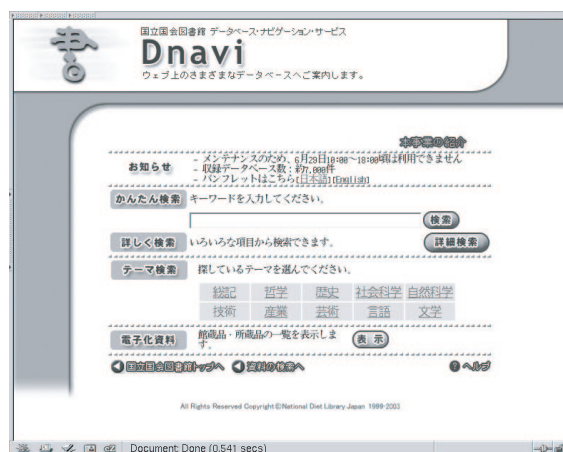 国立国会図書館 データベース・ナビゲーション・サービス
Dnavi
ウェブ上のさまざまなデータベースへご案内します。
本事業の紹介
お知らせ
- メンテナンスのため、6月29日10:00~18:00頃は利用できません
- 収録データベース数：約7,000件
- パンフレットはこちら[日本語][English]
かんたん検索 キーワードを入力してください。
検索
詳しく検索 いろいろな項目から検索できます。 詳細検索
テーマ検索 探しているテーマを選んでください。
総記 哲学 歴史 社会科学 自然科学
技術 産業 芸術 言語 文学
電子化資料 館蔵品・所蔵品の一覧を表示しま
す。 表 示
国立国会図書館トップへ 資料の検索へ ヘルプ
All Rights Reserved Copyright ©National Diet Library Japan 1999-2003
Document: Done (0.541 secs)